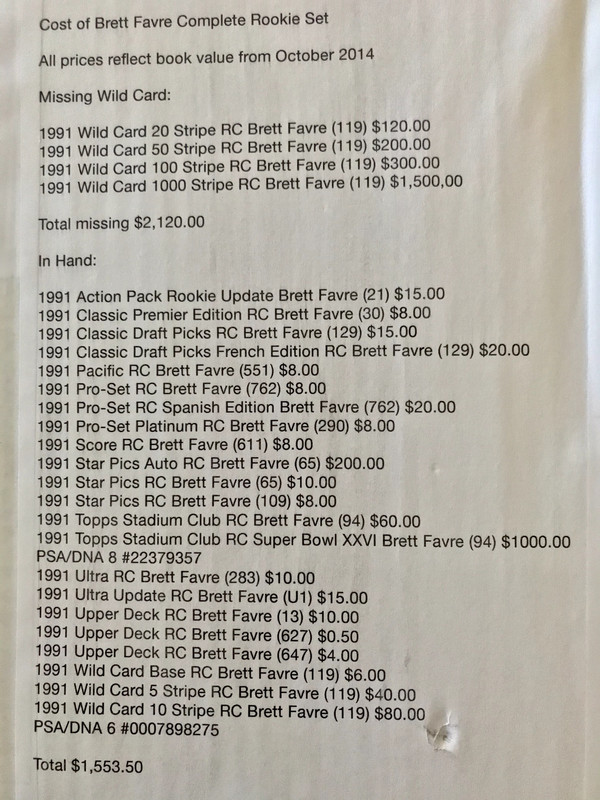 Cost of Brett Favre Complete Rookie Set
All prices reflect book value from October 2014
Missing Wild Card:
1991 Wild Card 20 Stripe RC Brett Favre (119) $120.00
1991 Wild Card 50 Stripe RC Brett Favre (119) $200.00
1991 Wild Card 100 Stripe RC Brett Favre (119) $300.00
1991 Wild Card 1000 Stripe RC Brett Favre (119) $1,500,00
Total missing $2,120.00
In Hand:
1991 Action Pack Rookie Update Brett Favre (21) $15.00
1991 Classic Premier Edition RC Brett Favre (30) $8.00
1991 Classic Draft Picks RC Brett Favre (129) $15.00
1991 Classic Draft Picks French Edition RC Brett Favre (129) $20.00
1991 Pacific RC Brett Favre (551) $8.00
1991 Pro-Set RC Brett Favre (762) $8.00
1991 Pro-Set RC Spanish Edition Brett Favre (762) $20.00
1991 Pro-Set Platinum RC Brett Favre (290) $8.00
1991 Score RC Brett Favre (611) $8.00
1991 Star Pics Auto RC Brett Favre (65) $200.00
1991 Star Pics RC Brett Favre (65) $10.00
1991 Star Pics RC Brett Favre (109) $8.00
1991 Topps Stadium Club RC Brett Favre (94) $60.00
1991 Topps Stadium Club RC Super Bowl XXVI Brett Favre (94) $1000.00
PSA/DNA 8 #22379357
1991 Ultra RC Brett Favre (283) $10.00
1991 Ultra Update RC Brett Favre (U1) $15.00
1991 Upper Deck RC Brett Favre (13) $10.00
1991 Upper Deck RC Brett Favre (627) $0.50
1991 Upper Deck RC Brett Favre (647) $4.00
1991 Wild Card Base RC Brett Favre (119) $6.00
1991 Wild Card 5 Stripe RC Brett Favre (119) $40.00
1991 Wild Card 10 Stripe RC Brett Favre (119) $80.00
PSA/DNA 6 #0007898275
Total $1,553.50